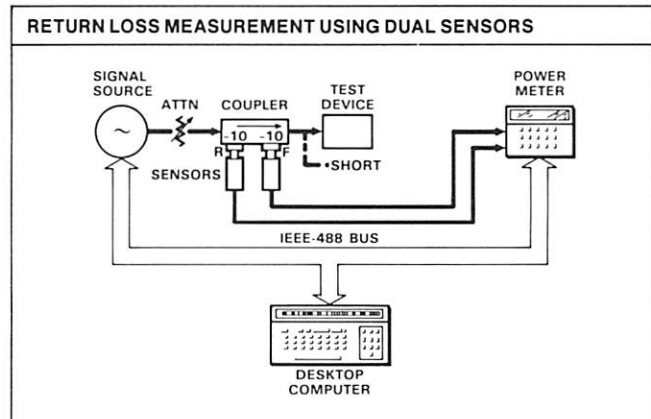 RETURN LOSS MEASUREMENT USING DUAL SENSORS
SIGNAL
SOURCE
ATTN
COUPLER
TEST
DEVICE
POWER
METER
~
-10 -10
R
F
SHORT
SENSORS
IEEE-488 BUS
DESKTOP
COMPUTER